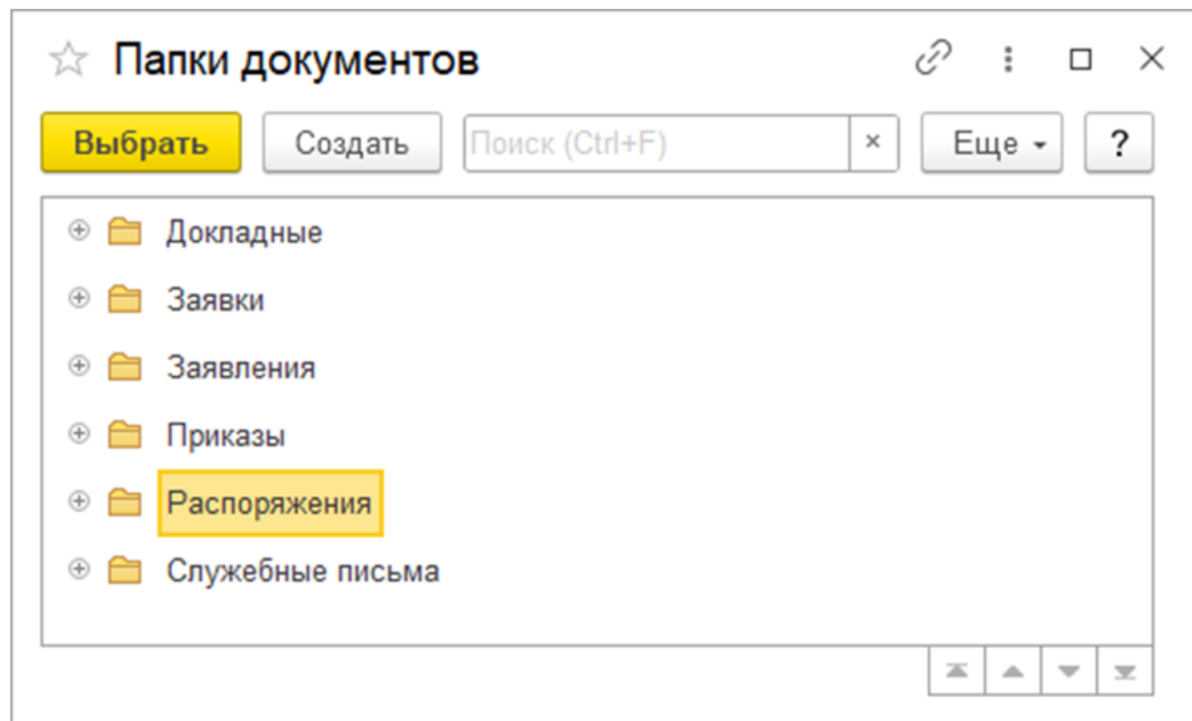 Папки документов
Выбрать Создать Поиск (Ctrl+F) × Еще ?
Докладные
Заявки
Заявления
Приказы
Распоряжения
Служебные письма